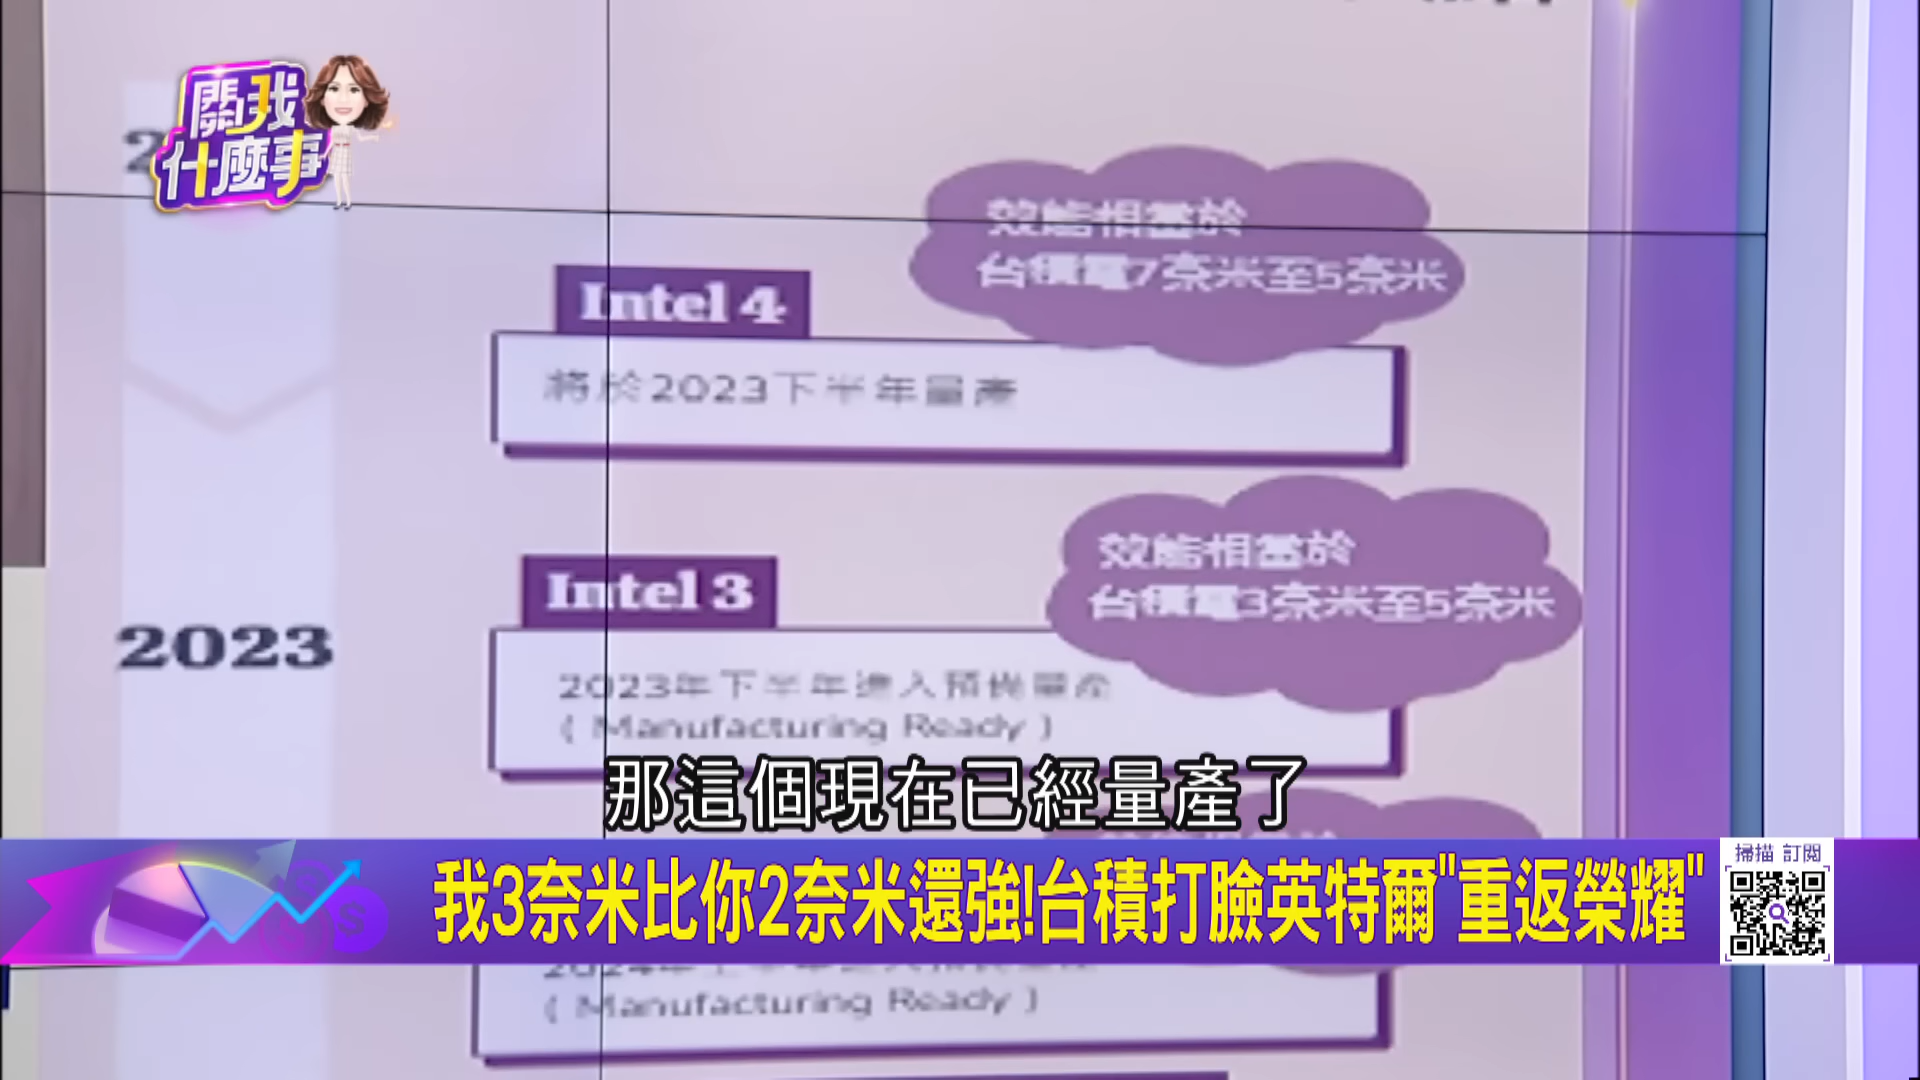 關我
什麼事
效能相當於
台積電7奈米至5奈米
Intel 4
將於2023下半年量產
效能相當於
台積電3奈米至5奈米
Intel 3
2023
2023年下半年進入預備量產
( Manufacturing Ready )
那這個現在已經量產了
我3奈米比你2奈米還強!台積打臉英特爾"重返榮耀"
掃描 訂閱
( Manufacturing Ready )